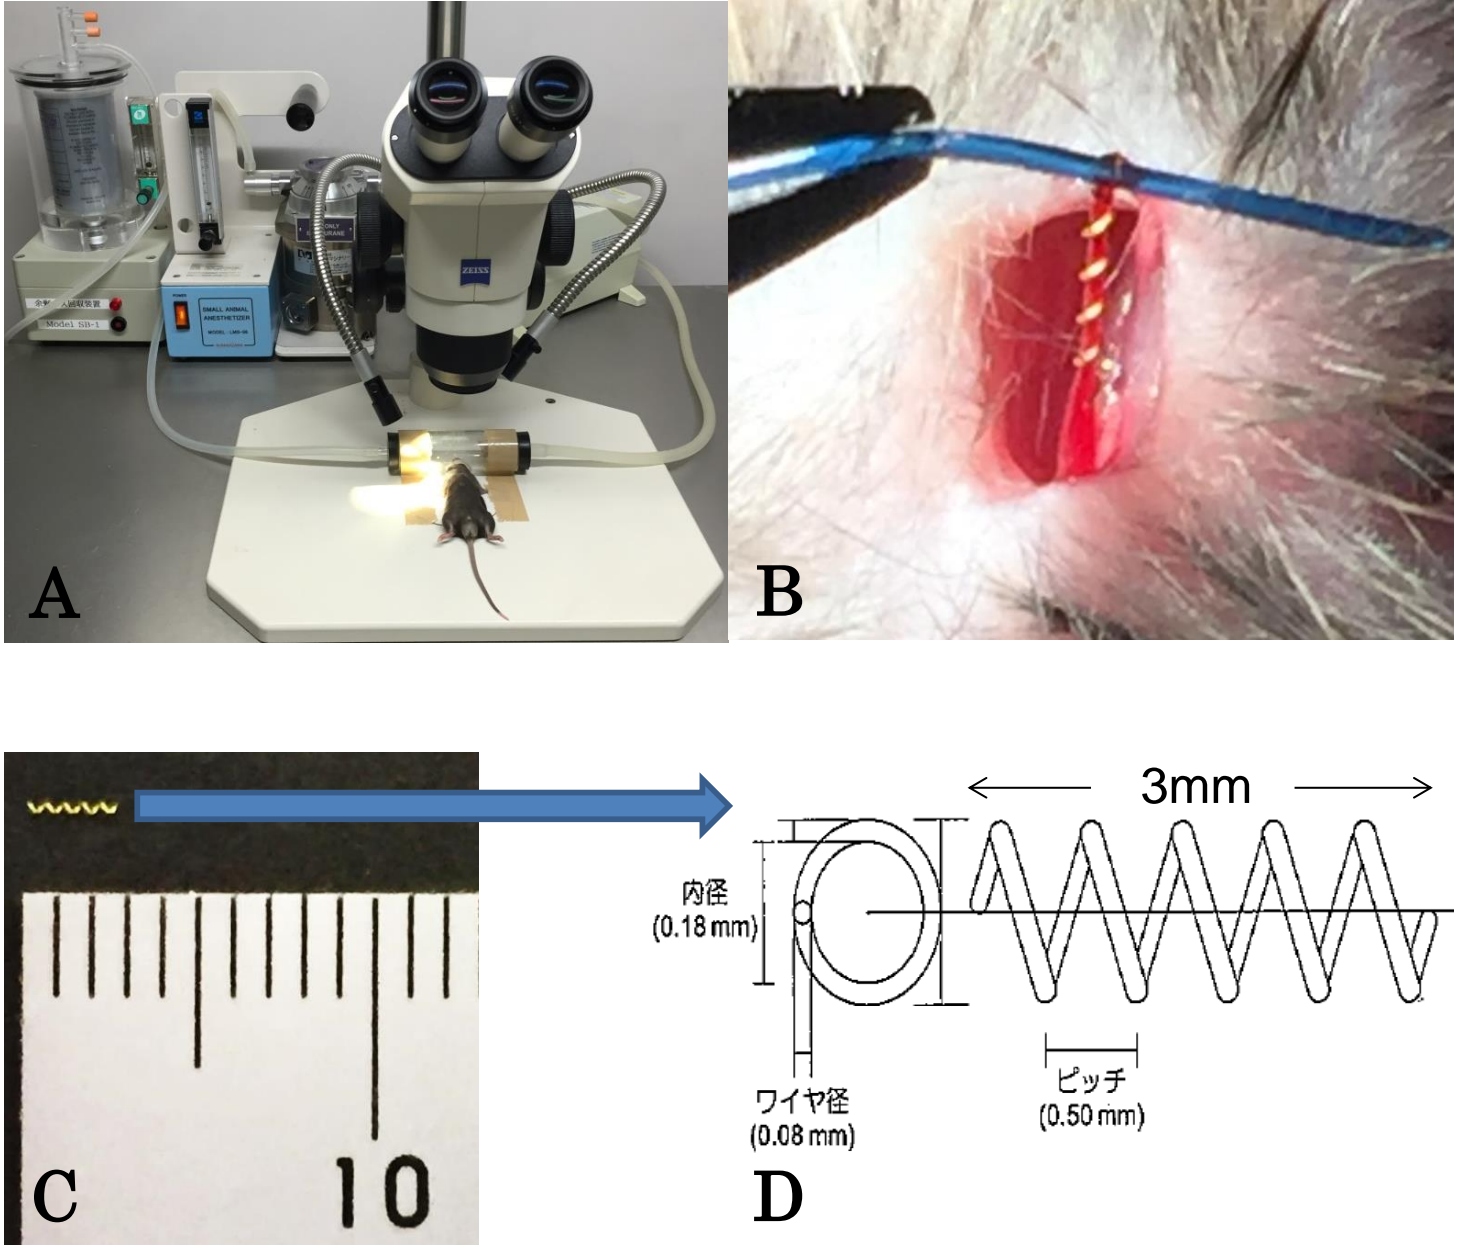 ONLY
POWER
SMALL ANIMAL
ANESTHETIZER
ZEISS
Model SB-1
A
B
3mm
内径
(0.18 mm)
ピッチ
(0.50 mm)
ワイヤ径
(0.08 mm)
10
C
D